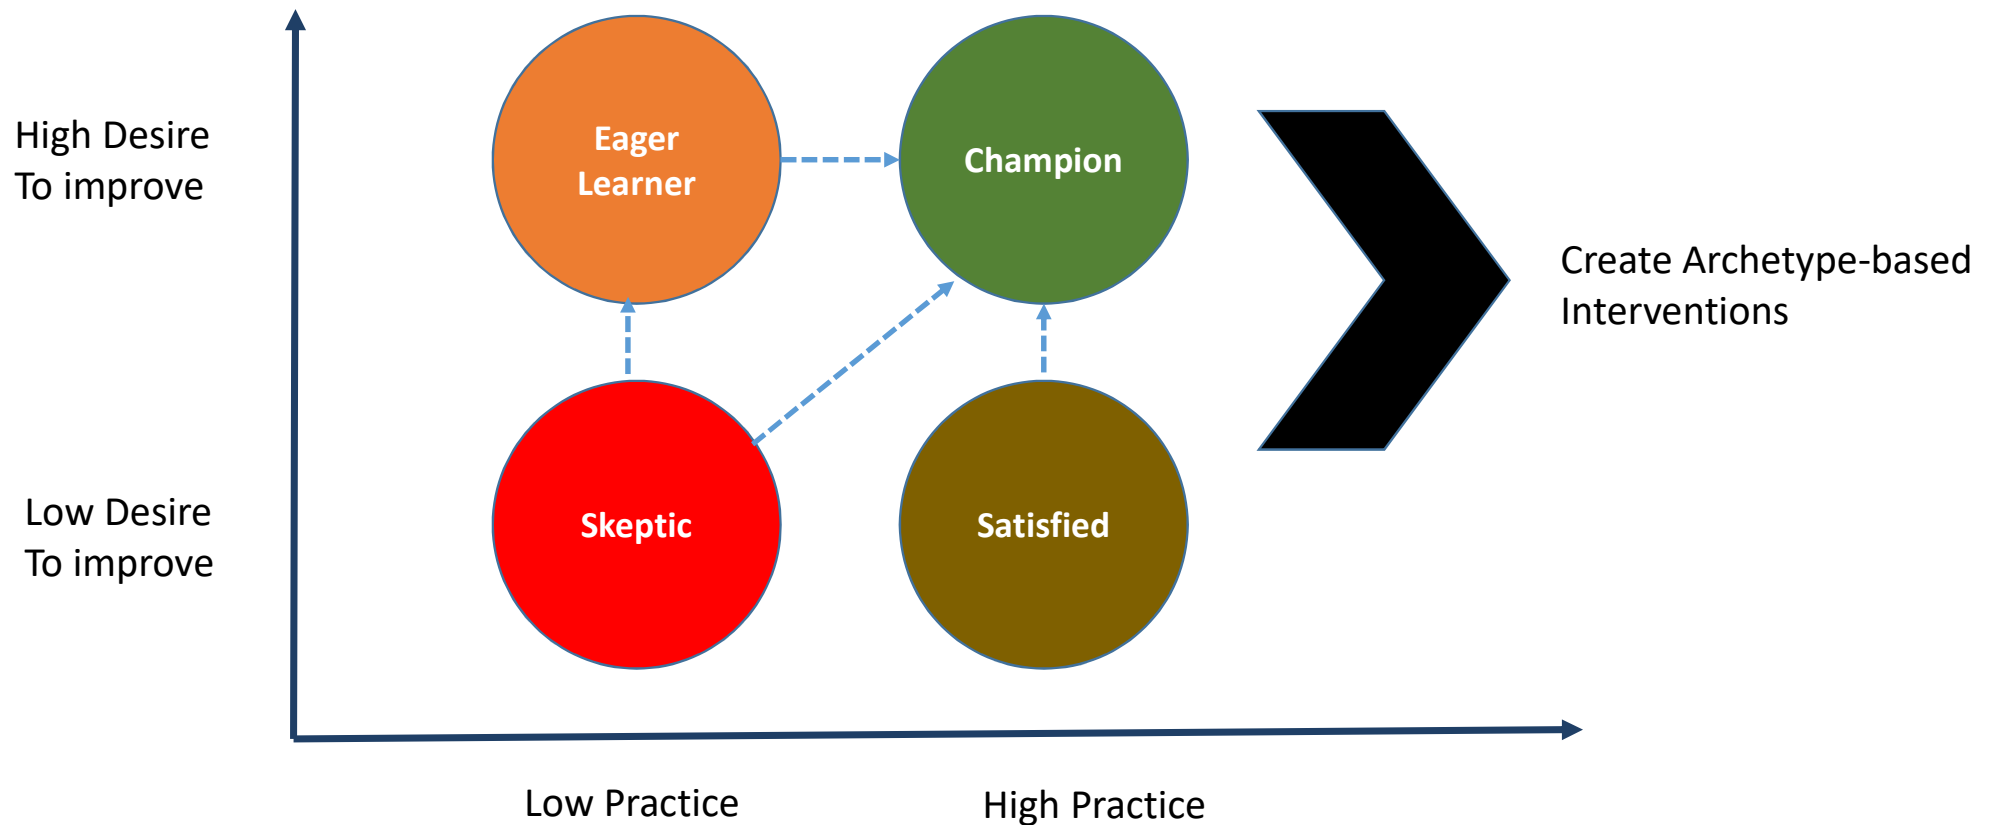 High Desire
To improve
Eager
Learner
Champion
Create Archetype-based
Interventions
Low Desire
To improve
Skeptic
Satisfied
Low Practice
High Practice